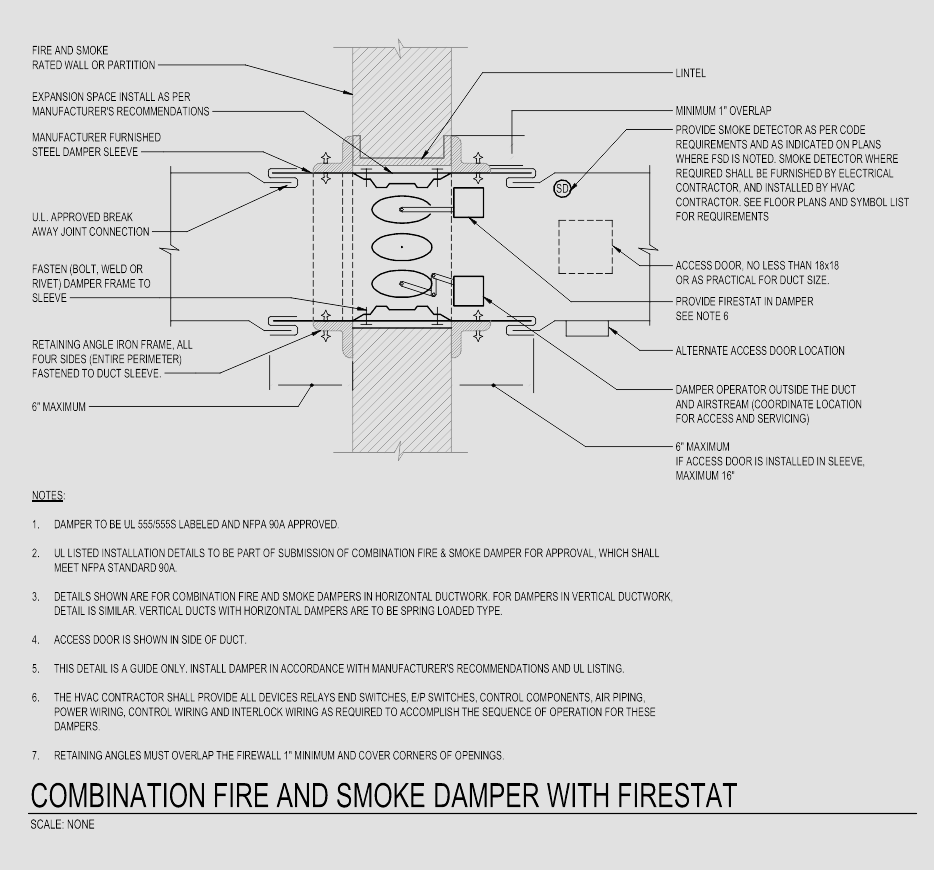 FIRE AND SMOKE
RATED WALL OR PARTITION
EXPANSION SPACE INSTALL AS PER
MANUFACTURER'S RECOMMENDATIONS
MANUFACTURER FURNISHED
STEEL DAMPER SLEEVE
U.L. APPROVED BREAK
AWAY JOINT CONNECTION
FASTEN (BOLT, WELD OR
RIVET) DAMPER FRAME TO
SLEEVE
RETAINING ANGLE IRON FRAME, ALL
FOUR SIDES (ENTIRE PERIMETER)
FASTENED TO DUCT SLEEVE.
6" MAXIMUM
LINTEL
MINIMUM 1" OVERLAP
PROVIDE SMOKE DETECTOR AS PER CODE
REQUIREMENTS AND AS INDICATED ON PLANS
WHERE FSD IS NOTED. SMOKE DETECTOR WHERE
REQUIRED SHALL BE FURNISHED BY ELECTRICAL
CONTRACTOR, AND INSTALLED BY HVAC
CONTRACTOR. SEE FLOOR PLANS AND SYMBOL LIST
FOR REQUIREMENTS
SD
ACCESS DOOR, NO LESS THAN 18x18
OR AS PRACTICAL FOR DUCT SIZE.
PROVIDE FIRESTAT IN DAMPER
SEE NOTE 6
ALTERNATE ACCESS DOOR LOCATION
DAMPER OPERATOR OUTSIDE THE DUCT
AND AIRSTREAM (COORDINATE LOCATION
FOR ACCESS AND SERVICING)
6" MAXIMUM
IF ACCESS DOOR IS INSTALLED IN SLEEVE,
MAXIMUM 16"
NOTES:
1. DAMPER TO BE UL 555/555S LABELED AND NFPA 90A APPROVED.
2. UL LISTED INSTALLATION DETAILS TO BE PART OF SUBMISSION OF COMBINATION FIRE & SMOKE DAMPER FOR APPROVAL, WHICH SHALL
MEET NFPA STANDARD 90A.
3. DETAILS SHOWN ARE FOR COMBINATION FIRE AND SMOKE DAMPERS IN HORIZONTAL DUCTWORK. FOR DAMPERS IN VERTICAL DUCTWORK,
DETAIL IS SIMILAR. VERTICAL DUCTS WITH HORIZONTAL DAMPERS ARE TO BE SPRING LOADED TYPE.
4. ACCESS DOOR IS SHOWN IN SIDE OF DUCT.
5. THIS DETAIL IS A GUIDE ONLY. INSTALL DAMPER IN ACCORDANCE WITH MANUFACTURER'S RECOMMENDATIONS AND UL LISTING.
6. THE HVAC CONTRACTOR SHALL PROVIDE ALL DEVICES RELAYS END SWITCHES, E/P SWITCHES, CONTROL COMPONENTS, AIR PIPING,
POWER WIRING, CONTROL WIRING AND INTERLOCK WIRING AS REQUIRED TO ACCOMPLISH THE SEQUENCE OF OPERATION FOR THESE
DAMPERS.
7. RETAINING ANGLES MUST OVERLAP THE FIREWALL 1" MINIMUM AND COVER CORNERS OF OPENINGS.
COMBINATION FIRE AND SMOKE DAMPER WITH FIRESTAT
SCALE: NONE